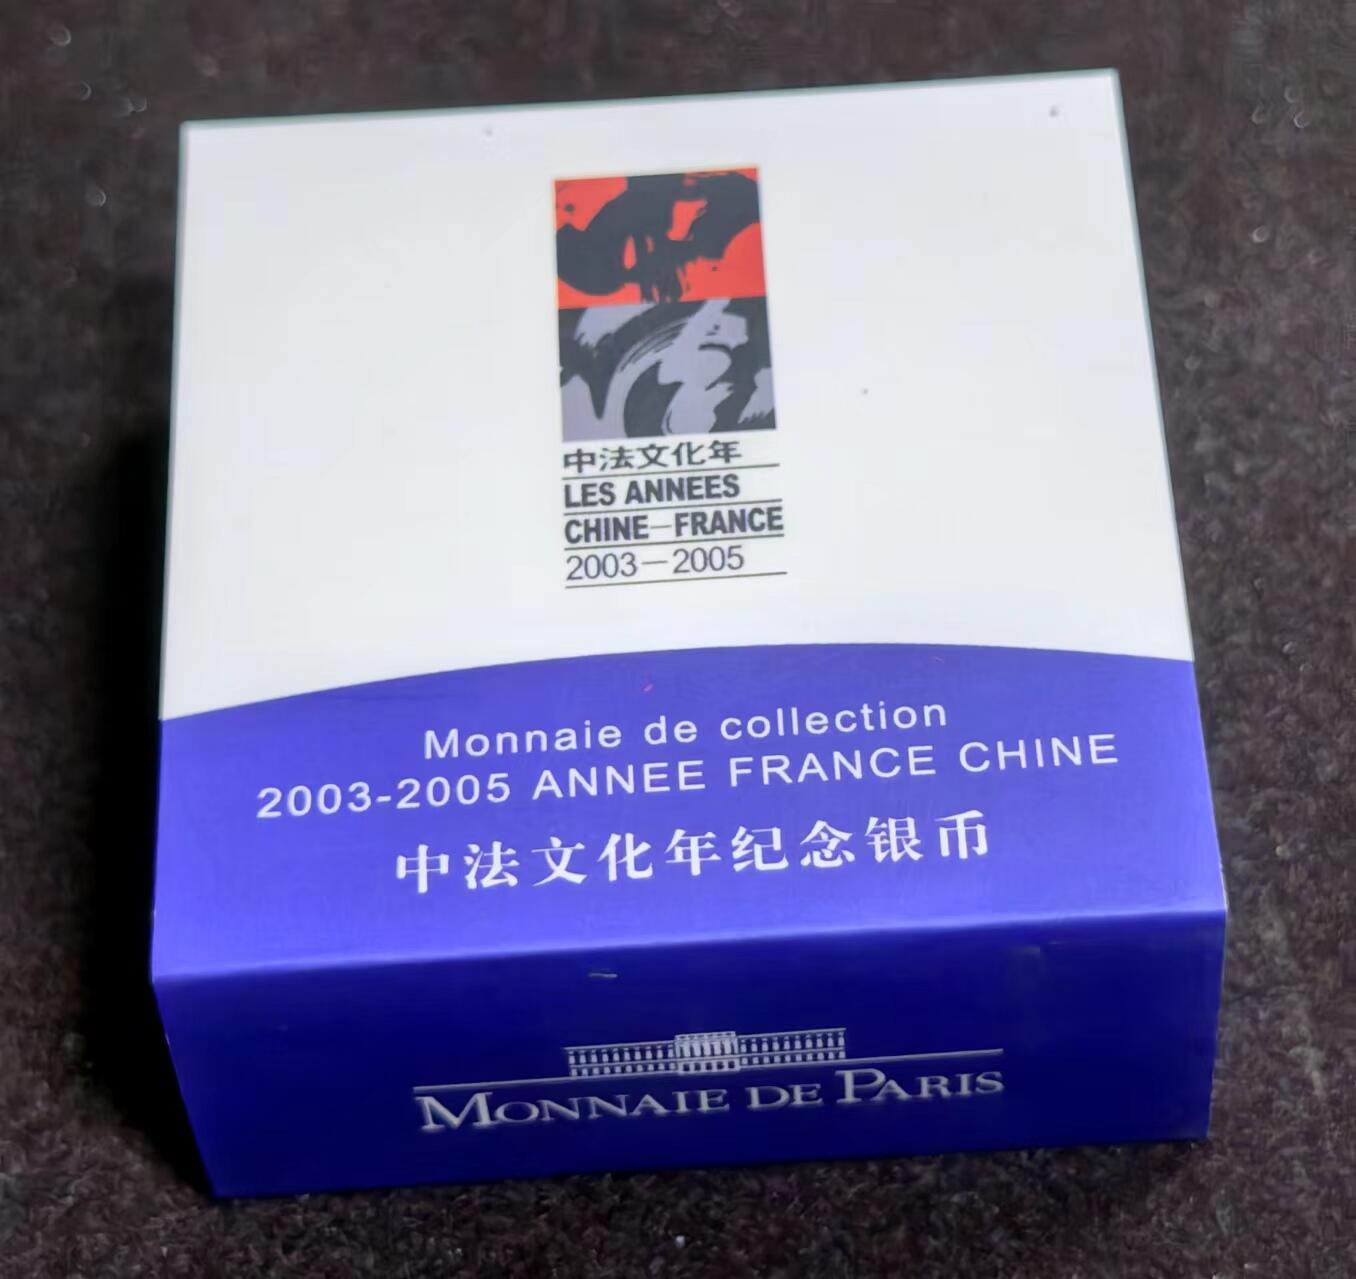 中法文化年
LES ANNEES
CHINE—FRANCE
2003—2005
Monnaie de collection
2003-2005 ANNEE FRANCE CHINE
中法文化年纪念银币
MONNAIE DE PARIS